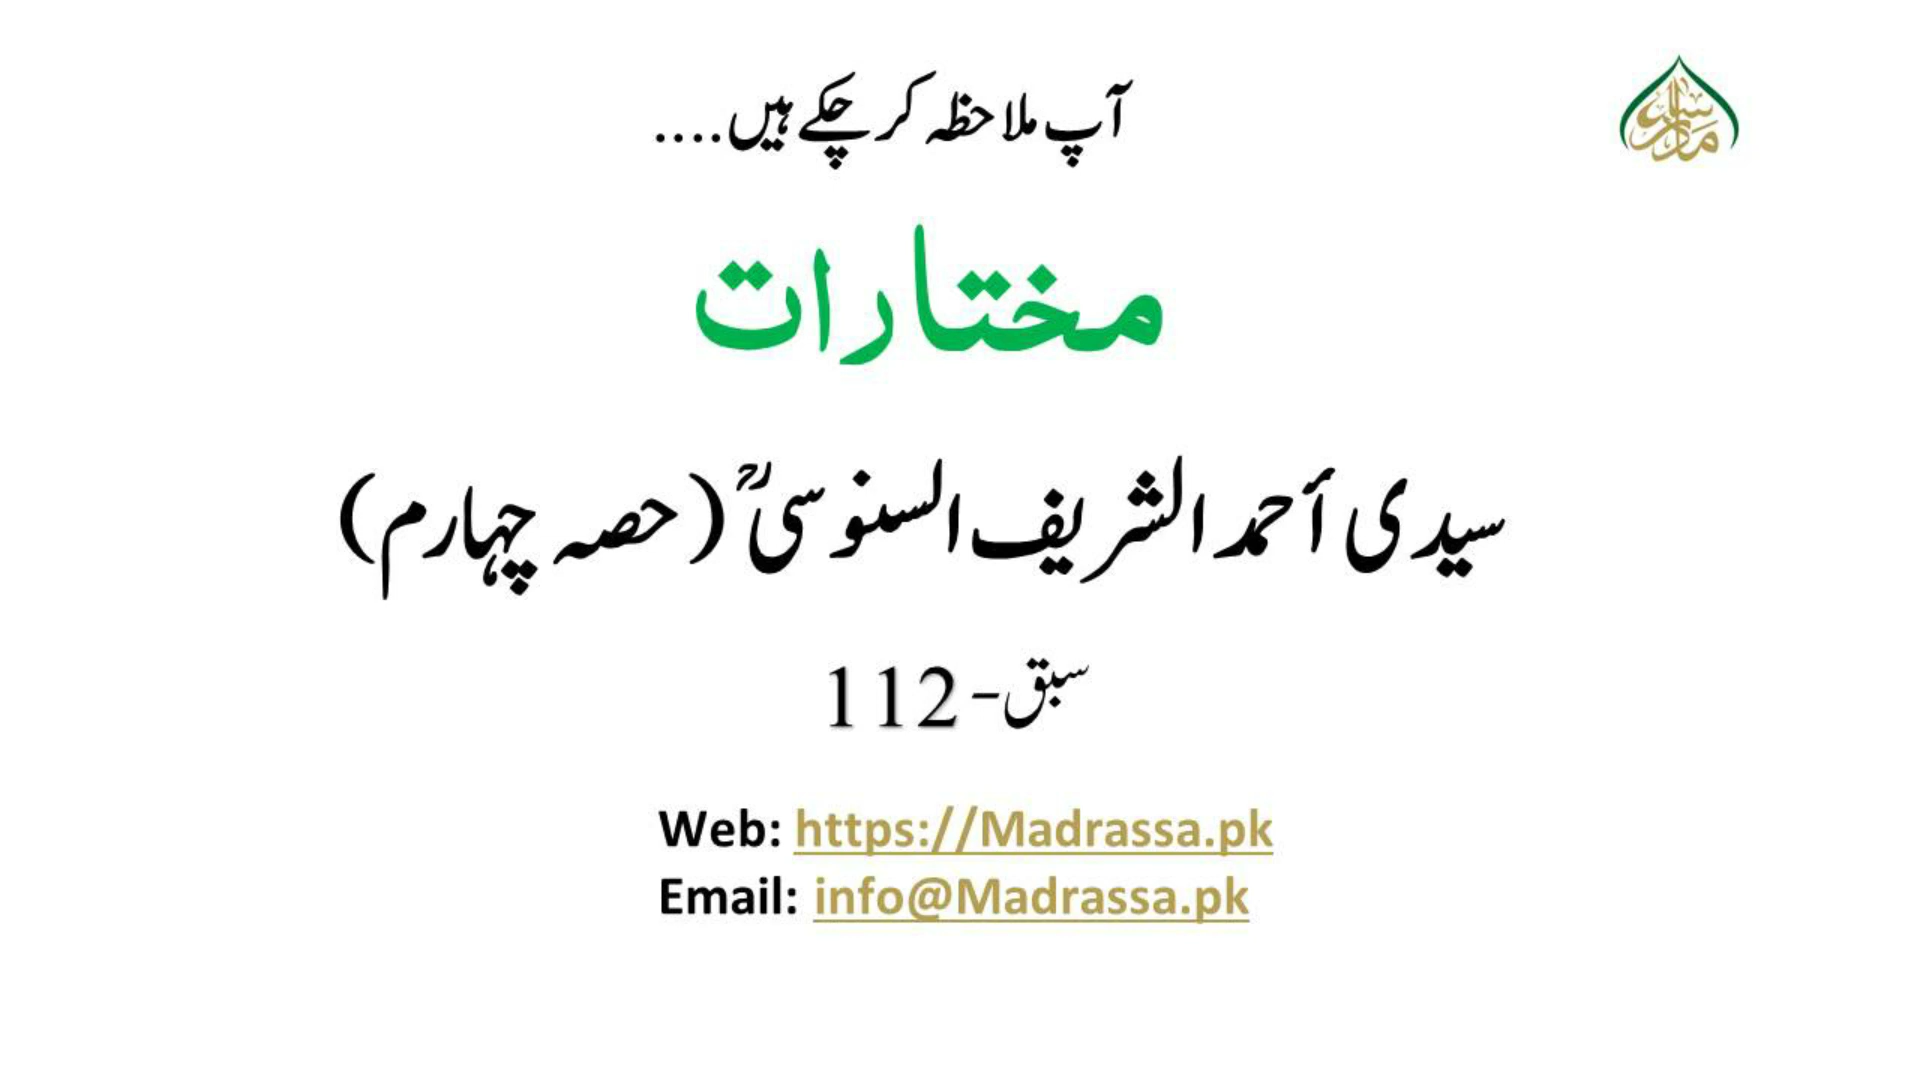 آپ ملاحظہ کر چکے ہیں....
مختارات
سیدی أحمد الشریف السنوسیؒ (حصہ چہارم)
سبق-112
Web: https://Madrassa.pk
Email: info@Madrassa.pk